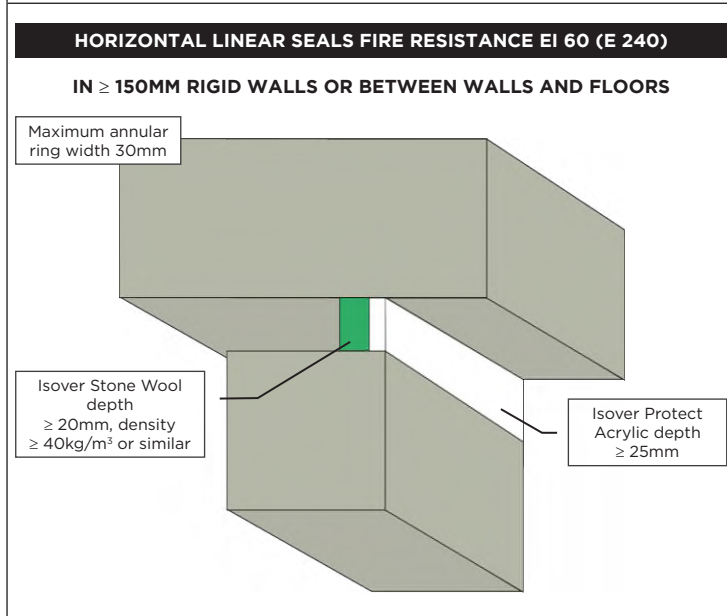 HORIZONTAL LINEAR SEALS FIRE RESISTANCE EI 60 (E 240)
IN ≥ 150MM RIGID WALLS OR BETWEEN WALLS AND FLOORS
Maximum annular
ring width 30mm
Isover Stone Wool
depth
≥ 20mm, density
≥ 40kg/m³ or similar
Isover Protect
Acrylic depth
≥ 25mm